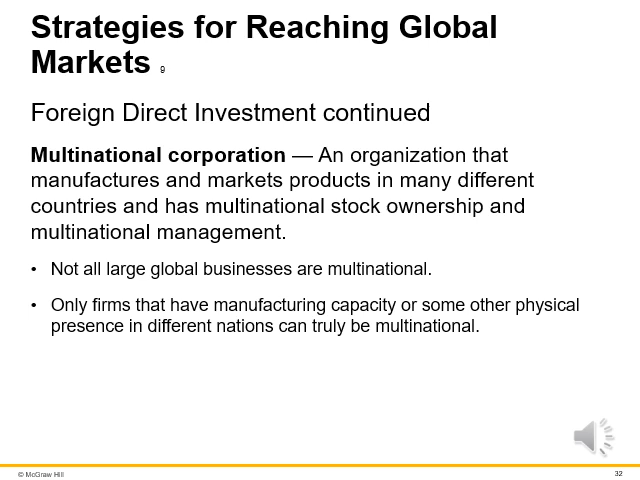 Strategies for Reaching Global
Markets 9
Foreign Direct Investment continued
Multinational corporation — An organization that
manufactures and markets products in many different
countries and has multinational stock ownership and
multinational management.
• Not all large global businesses are multinational.
• Only firms that have manufacturing capacity or some other physical
presence in different nations can truly be multinational.
© McGraw Hill
32